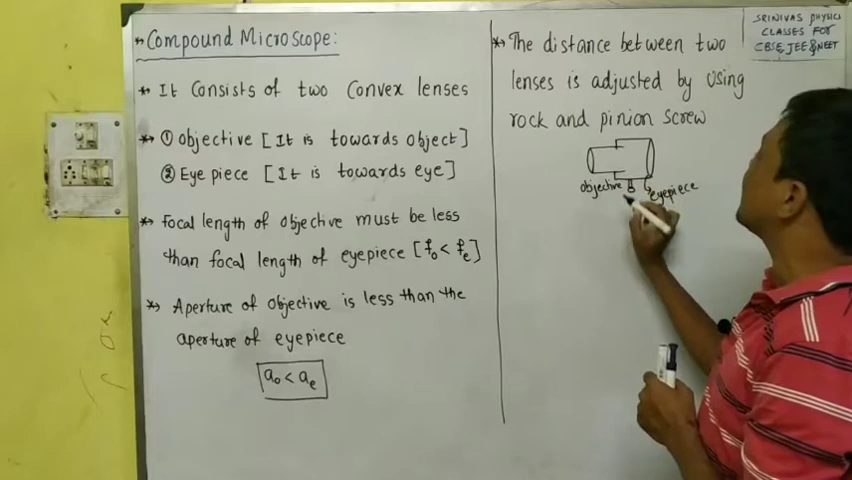 Compound Microscope:
It consists of two convex lenses
① Objective [It is towards object]
② Eye piece [It is towards eye]
Focal length of objective must be less
than focal length of eyepiece [fo < fe]
Aperture of objective is less than the
aperture of eyepiece
ao < ae
The distance between two
lenses is adjusted by using
rock and pinion screw
objective
eyepiece
SRINIVAS PHYSICS
CLASSES FOR
CBSE, JEE & NEET